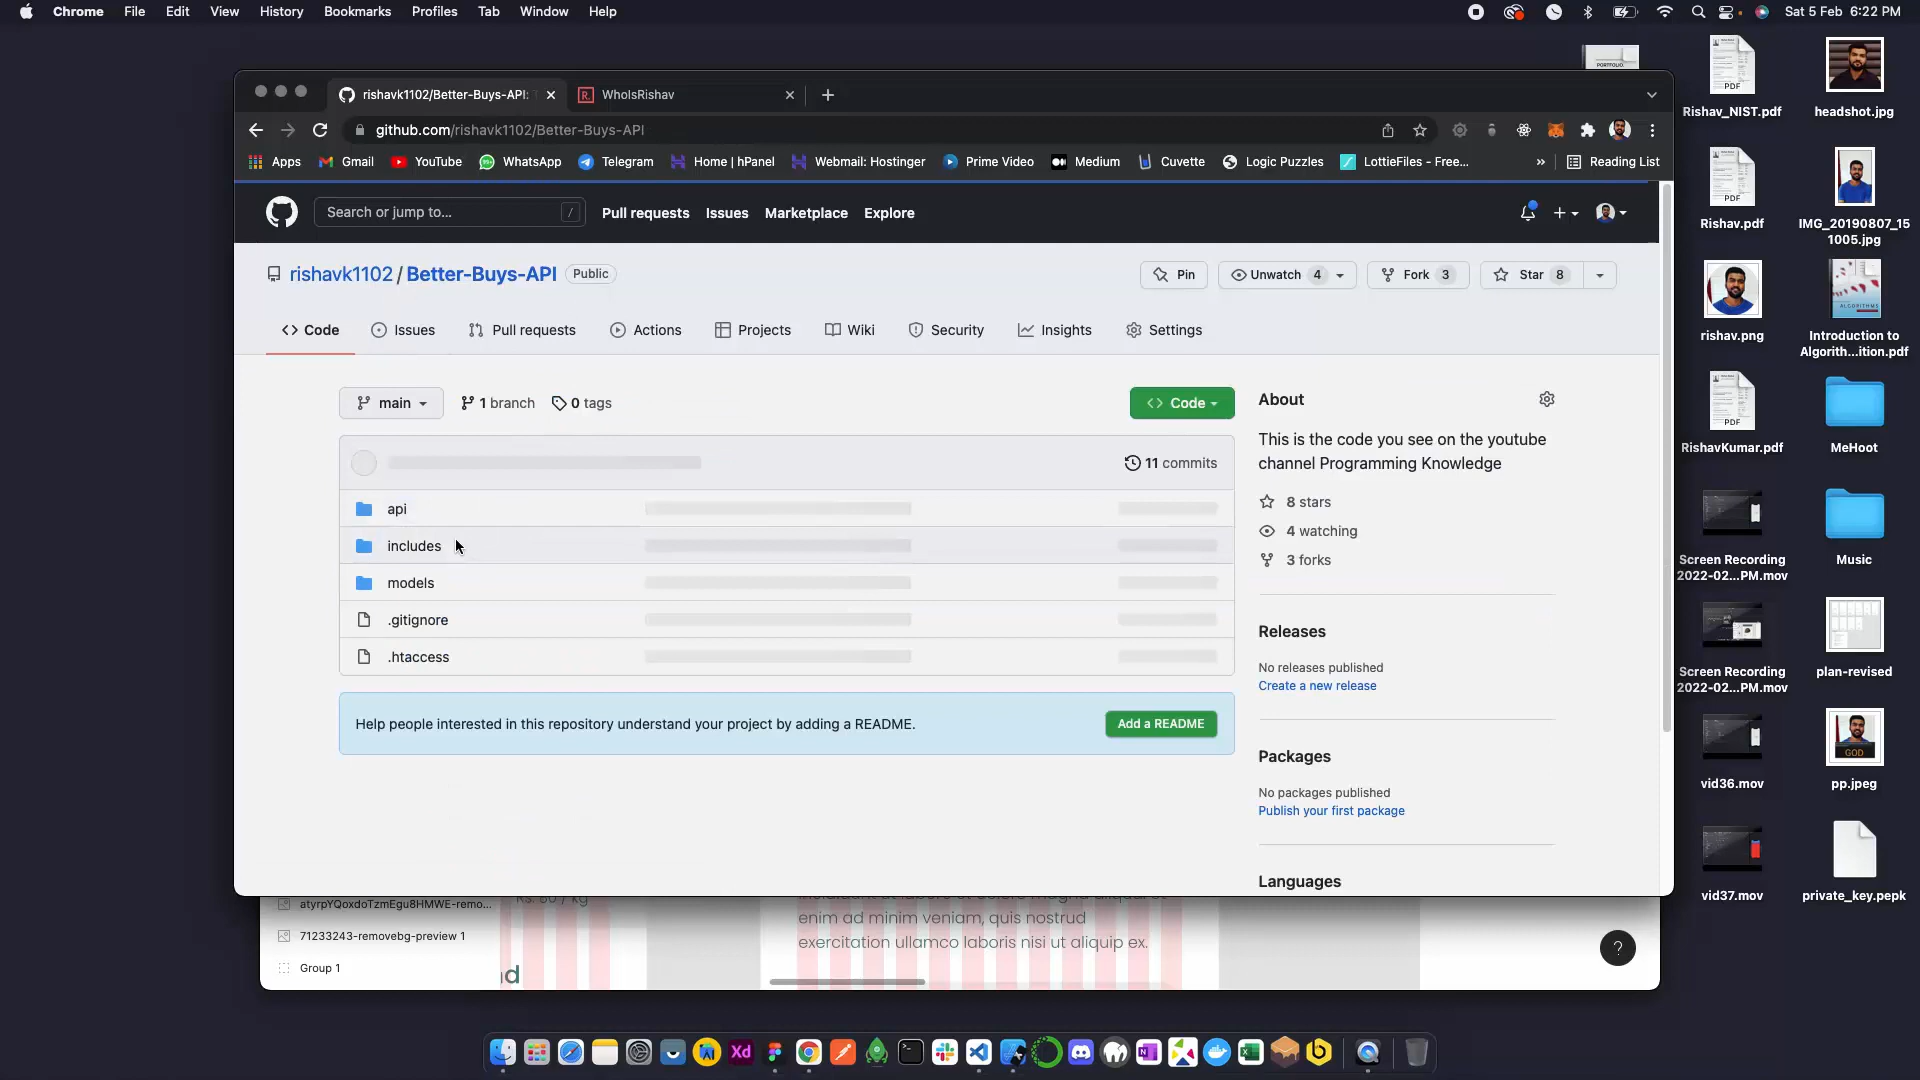 Chrome File Edit View History Bookmarks Profiles Tab Window Help Sat 5 Feb 6:22 PM
PORTFOLIO
rishavk1102/Better-Buys-API: WhoIsRishav
github.com/rishavk1102/Better-Buys-API
Apps Gmail YouTube WhatsApp Telegram Home | hPanel Webmail: Hostinger Prime Video Medium Cuvette Logic Puzzles LottieFiles - Free... » Reading List
Search or jump to... / Pull requests Issues Marketplace Explore
rishavk1102 / Better-Buys-API Public Pin Unwatch 4 Fork 3 Star 8
Code Issues Pull requests Actions Projects Wiki Security Insights Settings
main 1 branch 0 tags Code
11 commits
api
includes
models
.gitignore
.htaccess
Help people interested in this repository understand your project by adding a README. Add a README
About
This is the code you see on the youtube
channel Programming Knowledge
8 stars
4 watching
3 forks
Releases
No releases published
Create a new release
Packages
No packages published
Publish your first package
Languages
atyrpYQoxdoTzmEgu8HMWE-remo...
71233243-removebg-preview 1
Group 1
Rs. 80 / kg
enim ad minim veniam, quis nostrud
exercitation ullamco laboris nisi ut aliquip ex.
?
PDF
Rishav_NIST.pdf
headshot.jpg
PDF
Rishav.pdf
IMG_20190807_15
1005.jpg
rishav.png
ALGORITHMS
Introduction to
Algorith...ition.pdf
PDF
RishavKumar.pdf
MeHoot
Screen Recording
2022-02...PM.mov
Music
Screen Recording
2022-02...PM.mov
plan-revised
vid36.mov
GOD
pp.jpeg
vid37.mov
private_key.pepk
Xd